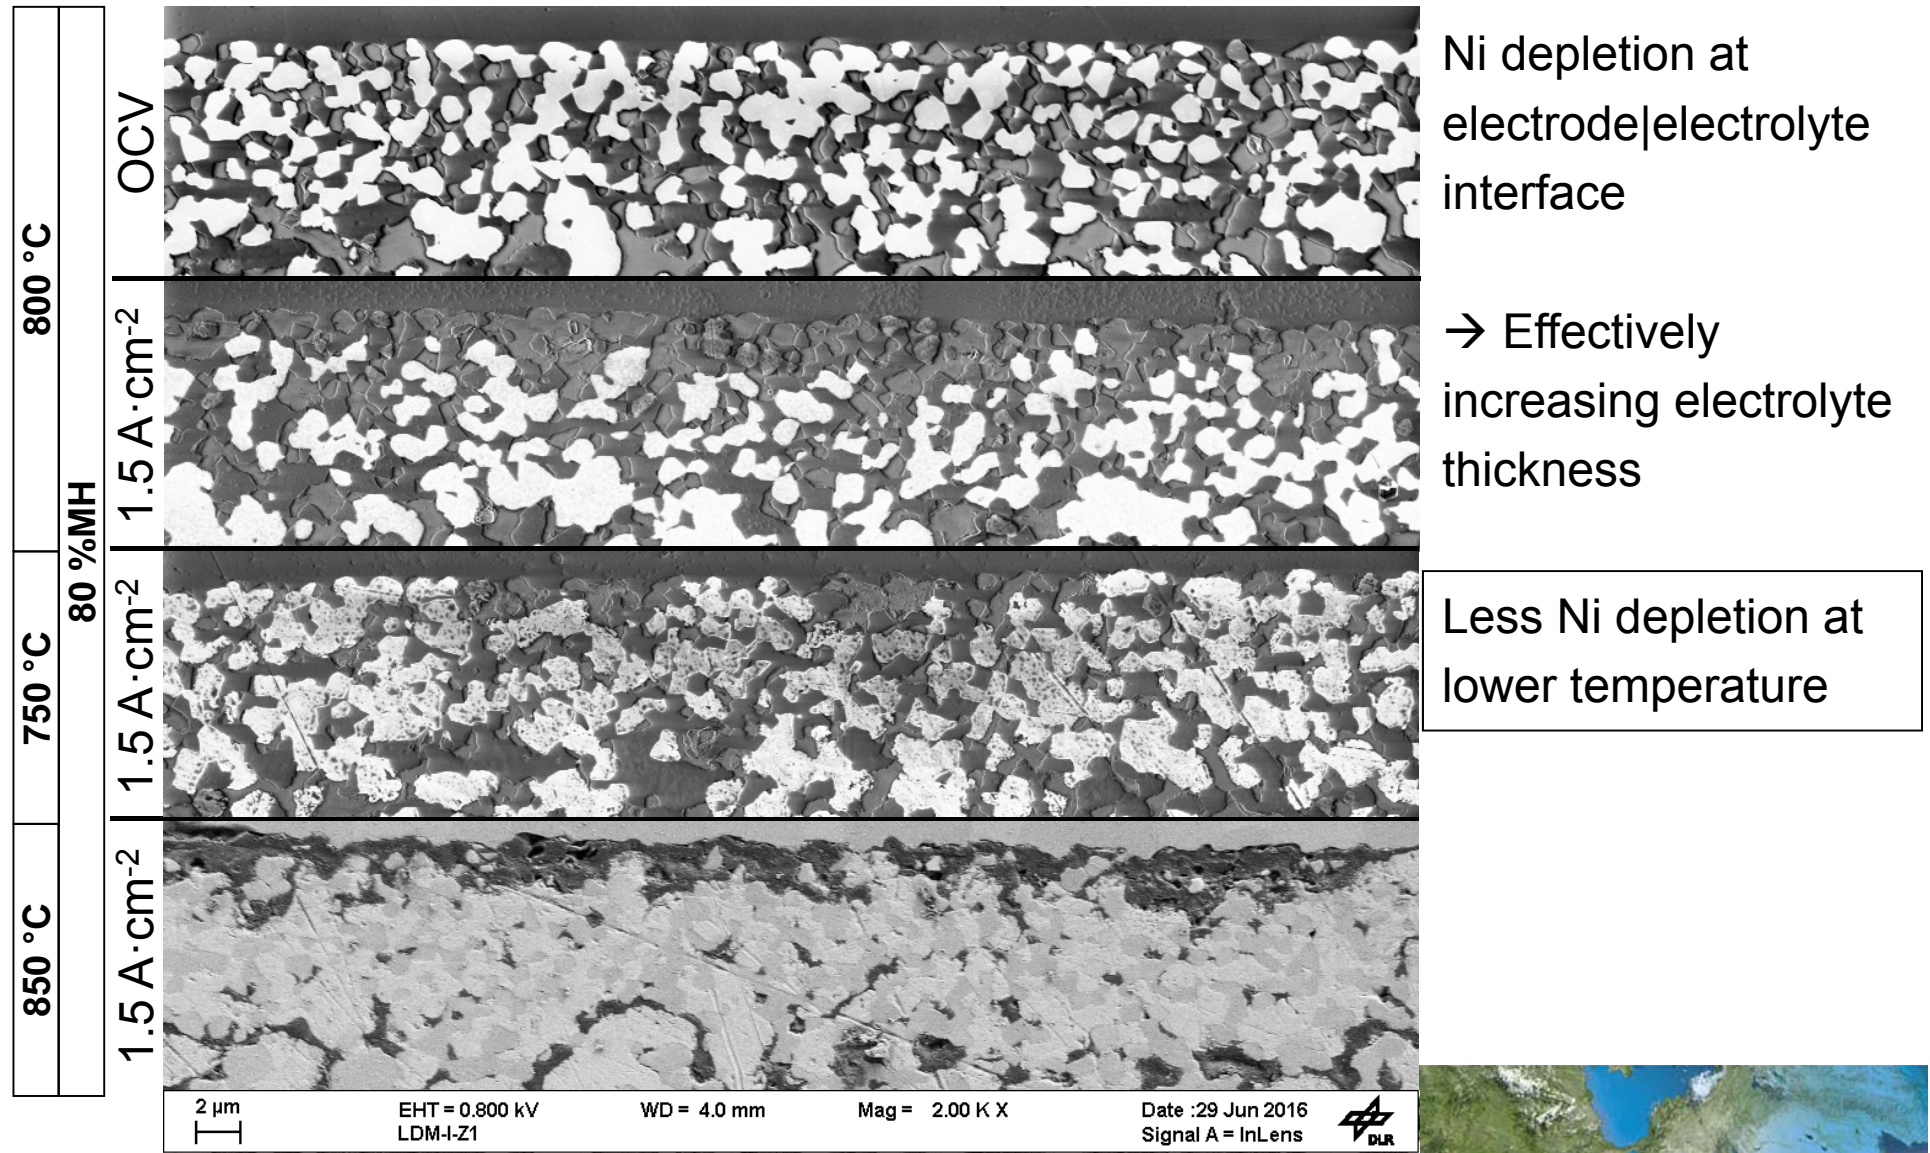 800 °C
750 °C
850 °C
80 %MH
OCV
1.5 A·cm-2
1.5 A·cm-2
1.5 A·cm-2
Ni depletion at
electrode|electrolyte
interface
→ Effectively
increasing electrolyte
thickness
Less Ni depletion at
lower temperature
2 µm
EHT = 0.800 kV
WD = 4.0 mm
Mag = 2.00 K X
Date :29 Jun 2016
LDM-I-Z1
Signal A = InLens
DLR